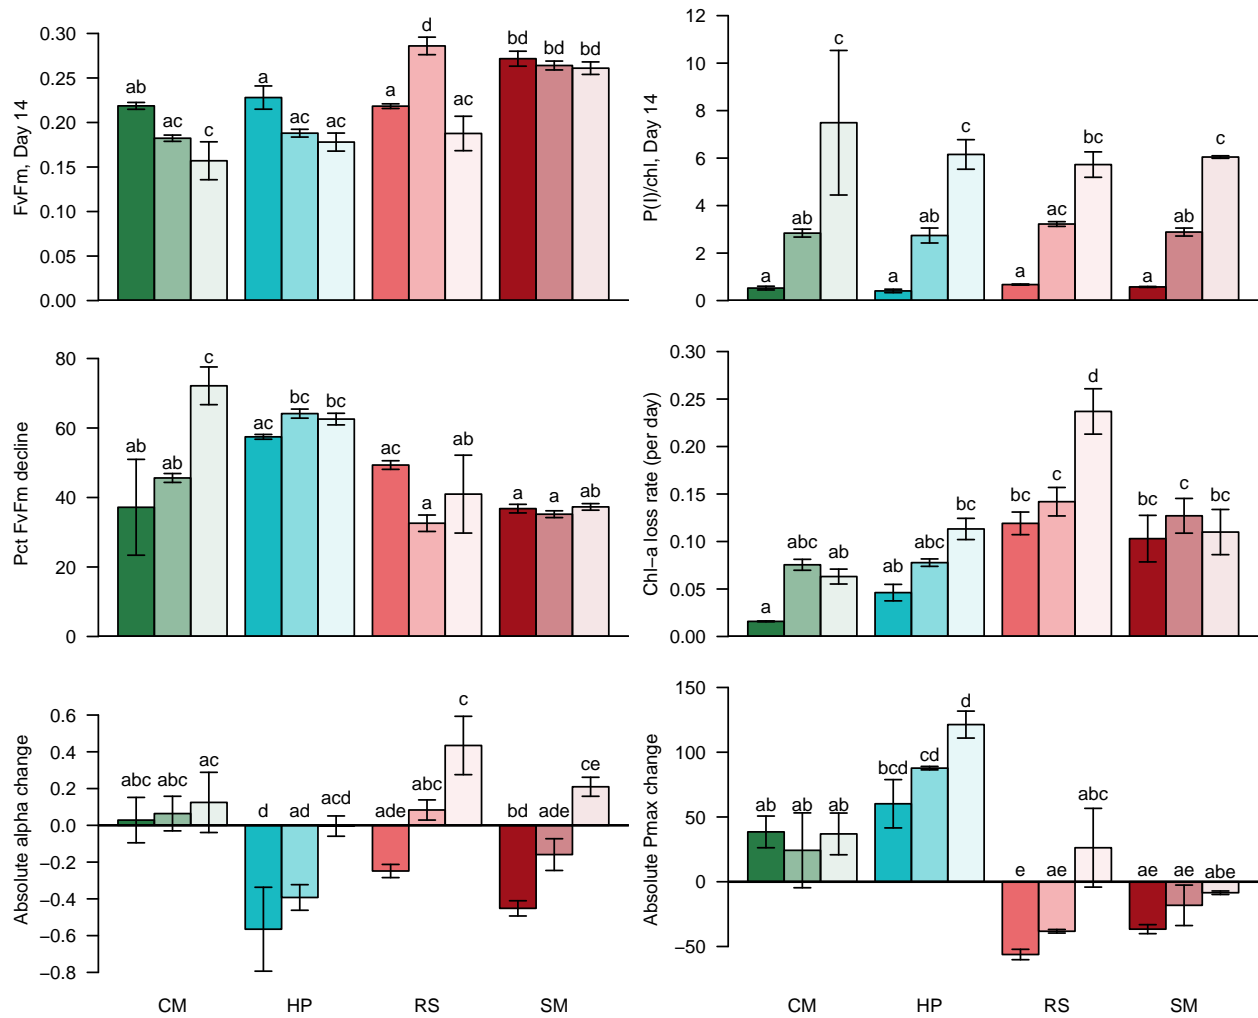 FvFm, Day 14
0.30
0.25
0.20
0.15
0.10
0.05
0.00
ab
ac
c
a
ac
ac
a
d
ac
bd
bd
bd
P(I)/chl, Day 14
12
10
8
6
4
2
0
a
ab
c
a
ab
c
a
ac
bc
a
ab
c
Pct FvFm decline
80
60
40
20
0
ab
ab
c
ac
bc
bc
ac
a
ab
a
a
ab
Chl−a loss rate (per day)
0.30
0.25
0.20
0.15
0.10
0.05
0.00
a
abc
ab
ab
abc
bc
bc
c
d
bc
c
bc
Absolute alpha change
0.6
0.4
0.2
0.0
−0.2
−0.4
−0.6
−0.8
abc
abc
ac
d
ad
acd
ade
abc
c
bd
ade
ce
CM
HP
RS
SM
Absolute Pmax change
150
100
50
0
−50
ab
ab
ab
bcd
cd
d
e
ae
abc
ae
ae
abe
CM
HP
RS
SM